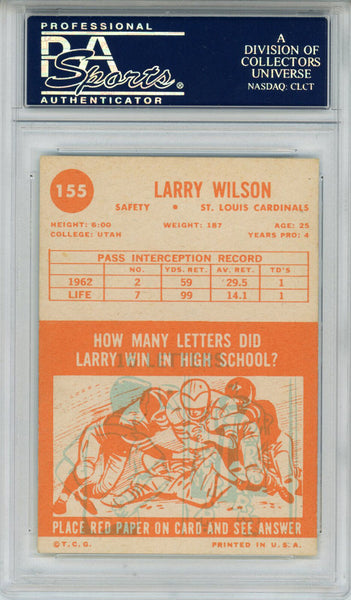 PROFESSIONAL
PSA
Sports
AUTHENTICATOR
A
DIVISION OF
COLLECTORS
UNIVERSE
NASDAQ: CLCT
155
LARRY WILSON
SAFETY • ST. LOUIS CARDINALS
HEIGHT: 6:00 WEIGHT: 187 AGE: 25
COLLEGE: UTAH YEARS PRO: 4
PASS INTERCEPTION RECORD
NO. YDS. RET. AV. RET. TD'S
1962 2 59 29.5 1
LIFE 7 99 14.1 1
HOW MANY LETTERS DID
LARRY WIN IN HIGH SCHOOL?
PLACE RED PAPER ON CARD AND SEE ANSWER
©T.C.G. PRINTED IN U.S.A.